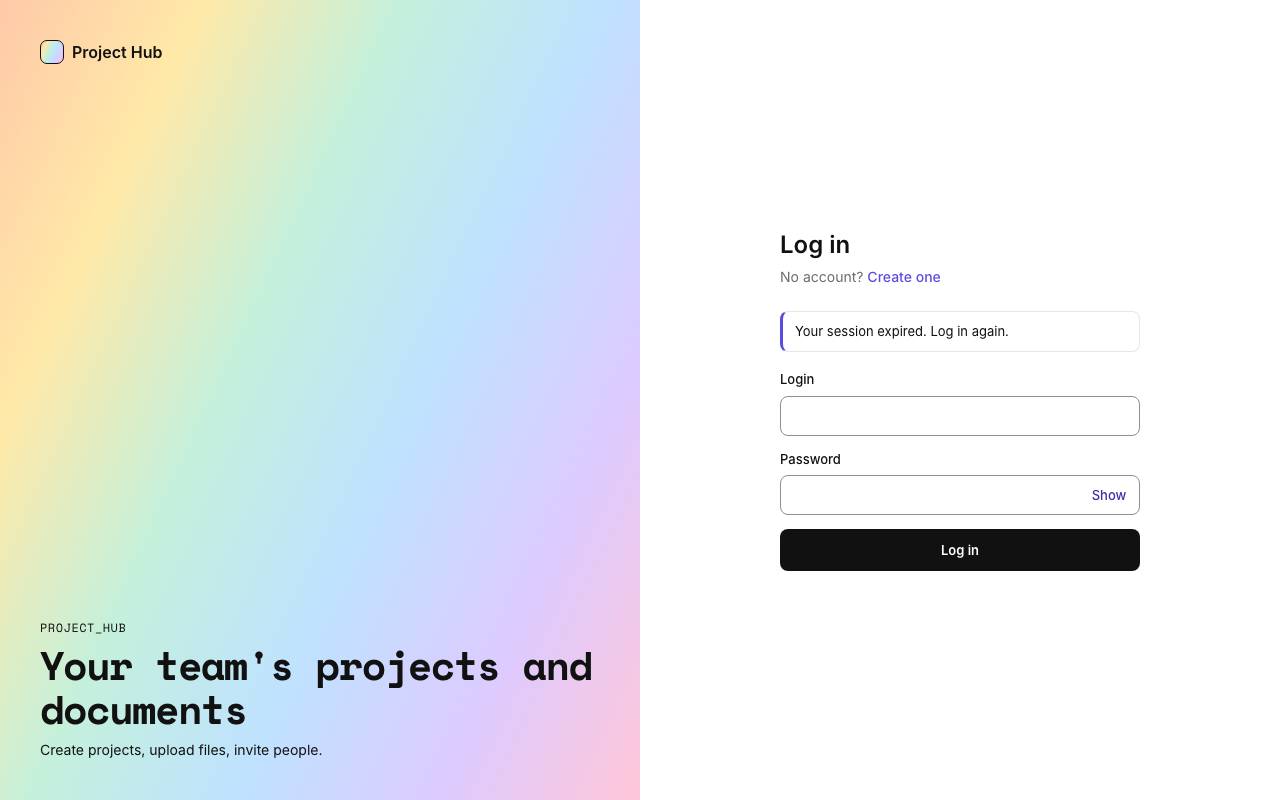 Project Hub
PROJECT_HUB
Your team's projects and
documents
Create projects, upload files, invite people.
Log in
No account? Create one
Your session expired. Log in again.
Login
Password
Show
Log in